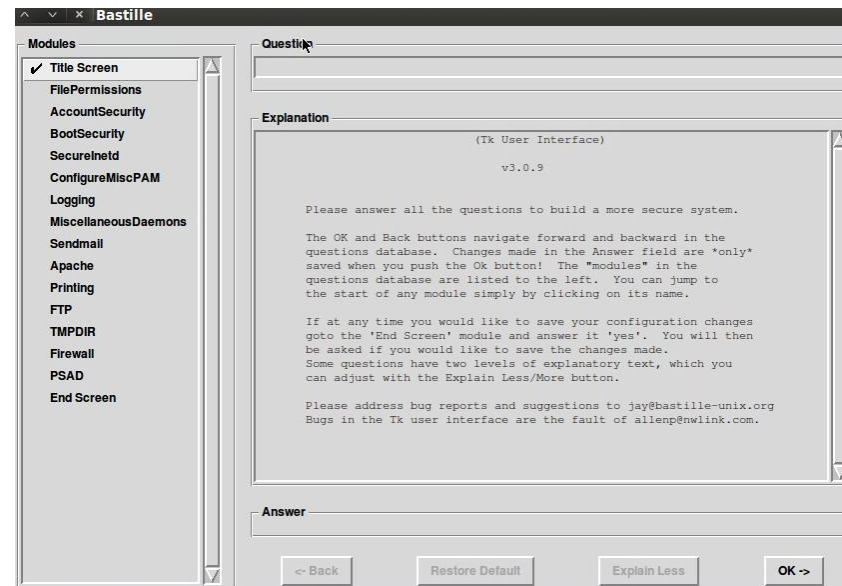 Bastille
Modules
✔ Title Screen
FilePermissions
AccountSecurity
BootSecurity
SecureInetd
ConfigureMiscPAM
Logging
MiscellaneousDaemons
Sendmail
Apache
Printing
FTP
TMPDIR
Firewall
PSAD
End Screen
Question
Explanation
(Tk User Interface)
v3.0.9
Please answer all the questions to build a more secure system.
The OK and Back buttons navigate forward and backward in the
questions database. Changes made in the Answer field are *only*
saved when you push the Ok button! The "modules" in the
questions database are listed to the left. You can jump to
the start of any module simply by clicking on its name.
If at any time you would like to save your configuration changes
goto the 'End Screen' module and answer it 'yes'. You will then
be asked if you would like to save the changes made.
Some questions have two levels of explanatory text, which you
can adjust with the Explain Less/More button.
Please address bug reports and suggestions to jay@bastille-unix.org
Bugs in the Tk user interface are the fault of allenp@nwlink.com.
Answer
<- Back
Restore Default
Explain Less
OK ->